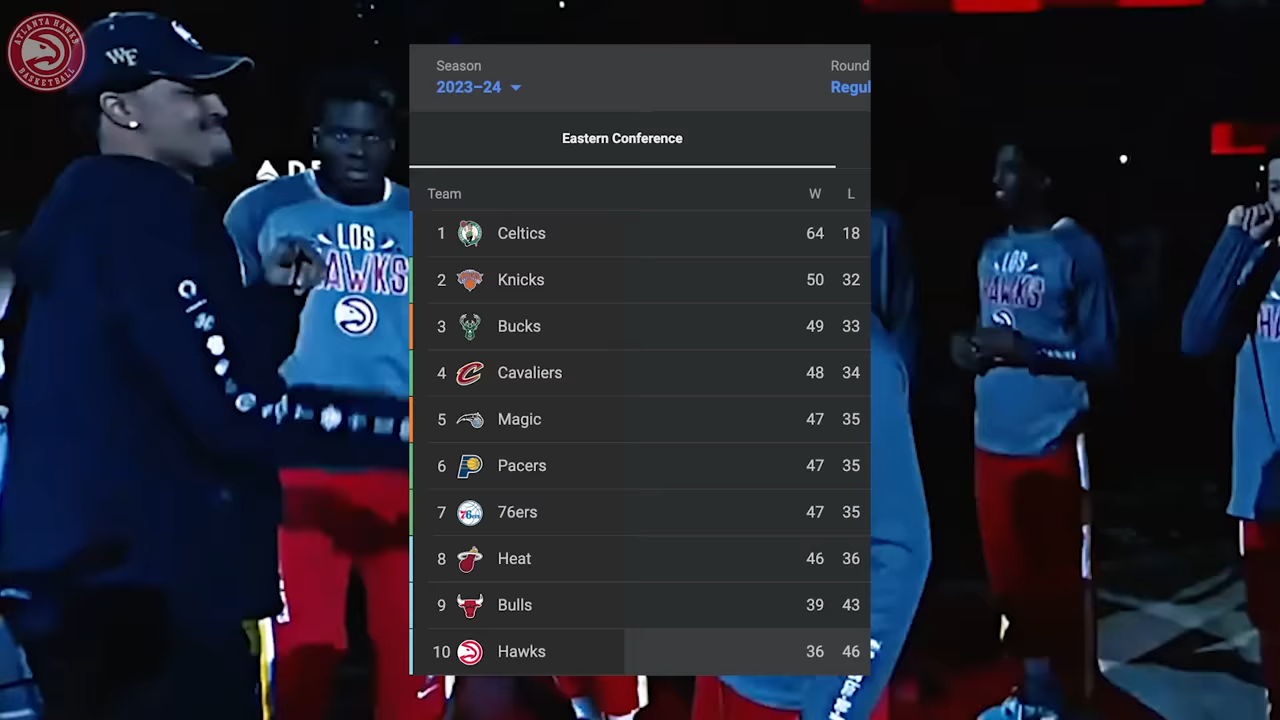 ATLANTA HAWKS
BASKETBALL
WF
LOS
HAWKS
LOS
HAWKS
Season
2023–24
Round
Regul
Eastern Conference
Team W L
1 Celtics 64 18
2 Knicks 50 32
3 Bucks 49 33
4 Cavaliers 48 34
5 Magic 47 35
6 Pacers 47 35
7 76ers 47 35
8 Heat 46 36
9 Bulls 39 43
10 Hawks 36 46